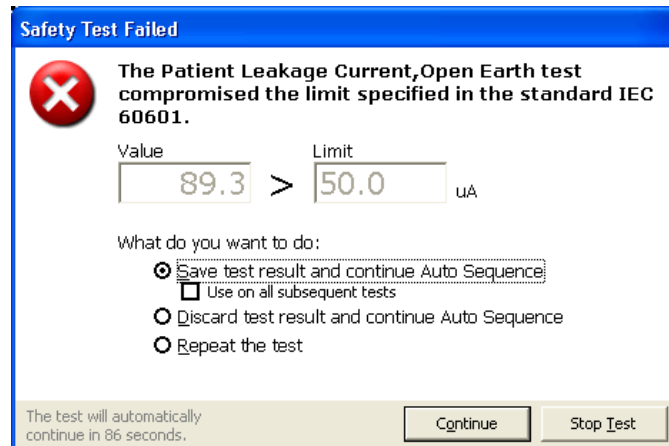 Safety Test Failed
The Patient Leakage Current,Open Earth test
compromised the limit specified in the standard IEC
60601.
Value Limit
89.3 > 50.0 uA
What do you want to do:
Save test result and continue Auto Sequence
Use on all subsequent tests
Discard test result and continue Auto Sequence
Repeat the test
The test will automatically
continue in 86 seconds.
Continue Stop Test